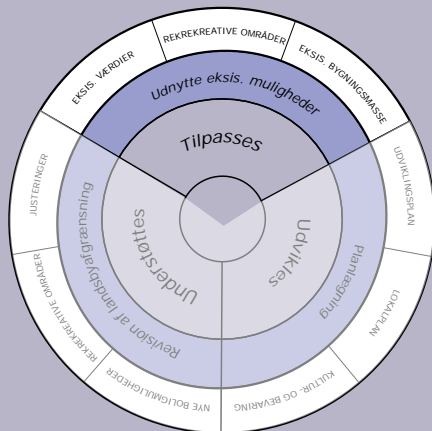 EKSIS. VÆRDIER
REKREKREATIVE OMRÅDER
EKSIS. BYGNINGSMASSE
Udnytte eksis. muligheder
Tilpasses
UDVIKLINGSPLAN
LOKALPLAN
KULTUR- OG BEVARING
Planlægning
Udvikles
NYE BOLIGMULIGHEDER
REKREKREATIVE OMRÅDER
JUSTERINGER
Revision af landsbyafgrænsning
Understøttes